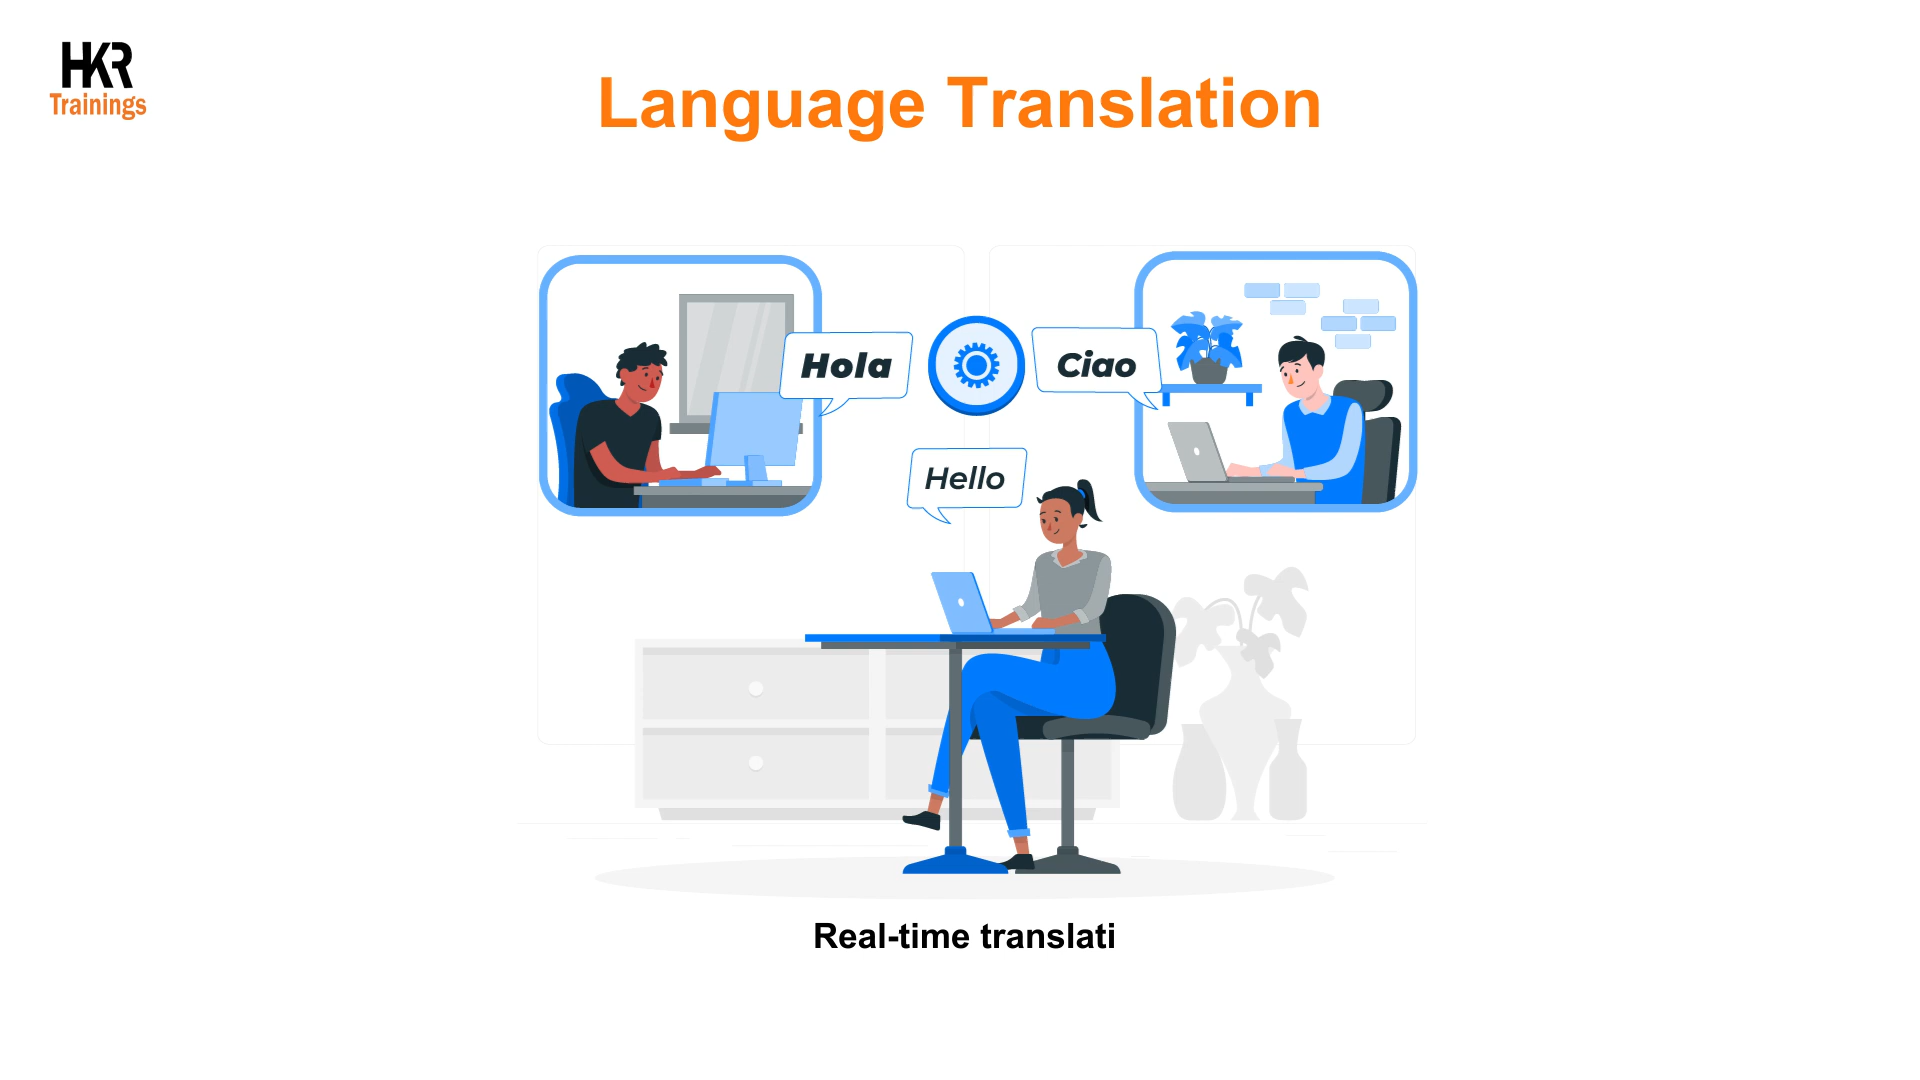 HKR
Trainings
Language Translation
Hola
Ciao
Hello
Real-time translati